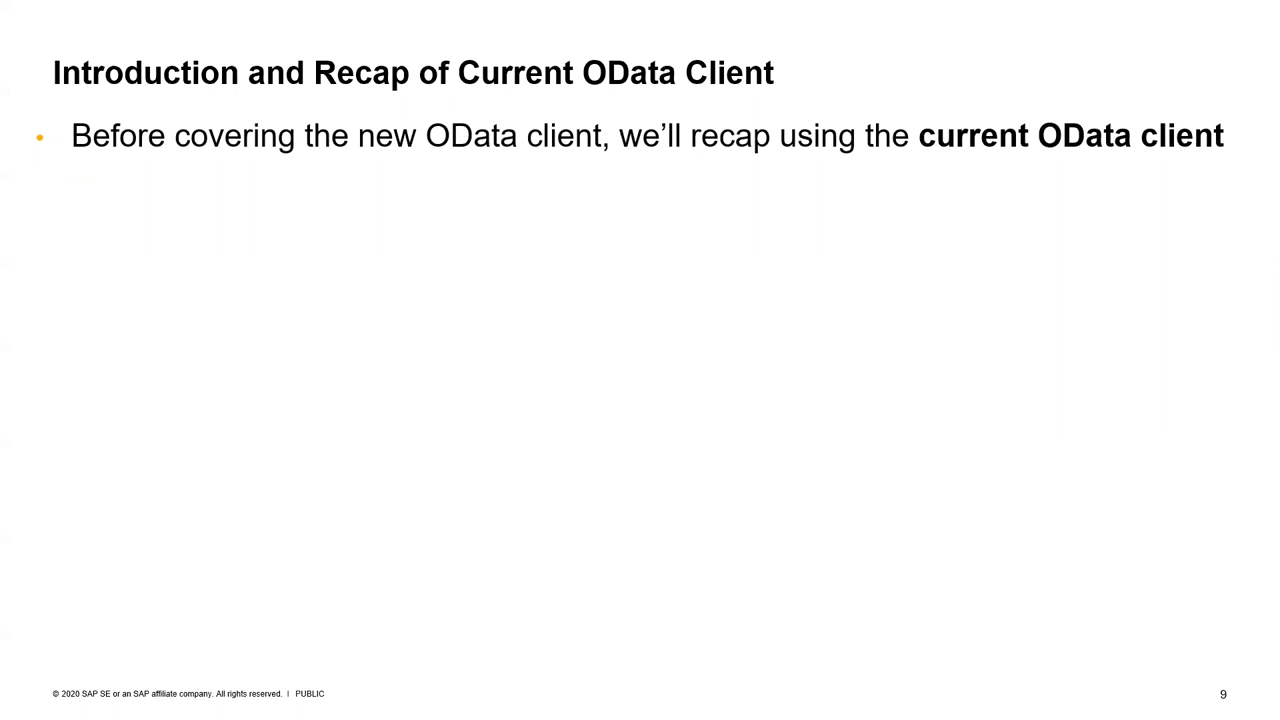 Introduction and Recap of Current OData Client
• Before covering the new OData client, we’ll recap using the current OData client
© 2020 SAP SE or an SAP affiliate company. All rights reserved. | PUBLIC
9